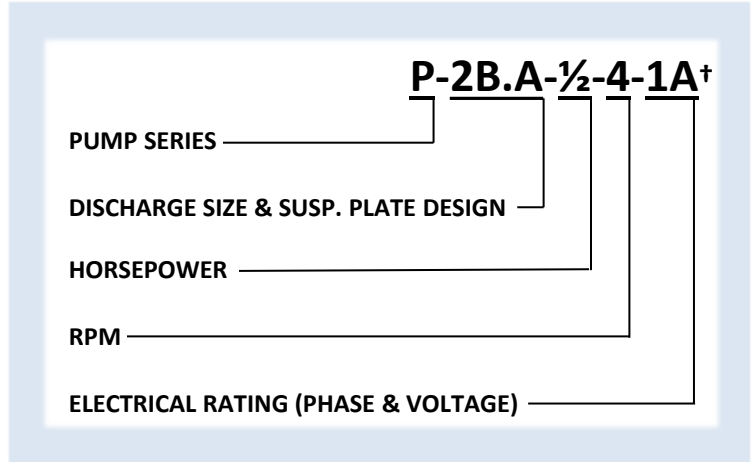 P-2B.A-½-4-1A†
PUMP SERIES
DISCHARGE SIZE & SUSP. PLATE DESIGN
HORSEPOWER
RPM
ELECTRICAL RATING (PHASE & VOLTAGE)